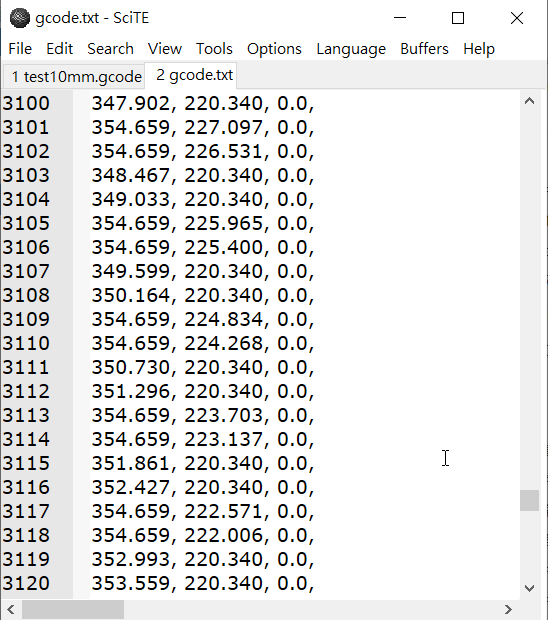 gcode.txt - SciTE
File Edit Search View Tools Options Language Buffers Help
1 test10mm.gcode 2 gcode.txt
3100 347.902, 220.340, 0.0,
3101 354.659, 227.097, 0.0,
3102 354.659, 226.531, 0.0,
3103 348.467, 220.340, 0.0,
3104 349.033, 220.340, 0.0,
3105 354.659, 225.965, 0.0,
3106 354.659, 225.400, 0.0,
3107 349.599, 220.340, 0.0,
3108 350.164, 220.340, 0.0,
3109 354.659, 224.834, 0.0,
3110 354.659, 224.268, 0.0,
3111 350.730, 220.340, 0.0,
3112 351.296, 220.340, 0.0,
3113 354.659, 223.703, 0.0,
3114 354.659, 223.137, 0.0,
3115 351.861, 220.340, 0.0,
3116 352.427, 220.340, 0.0,
3117 354.659, 222.571, 0.0,
3118 354.659, 222.006, 0.0,
3119 352.993, 220.340, 0.0,
3120 353.559, 220.340, 0.0,